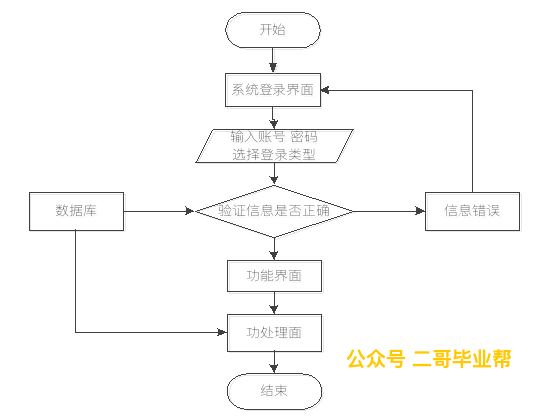 开始
系统登录界面
输入账号 密码
选择登录类型
数据库
验证信息是否正确
信息错误
功能界面
功处理面
公众号 二哥毕业帮
结束